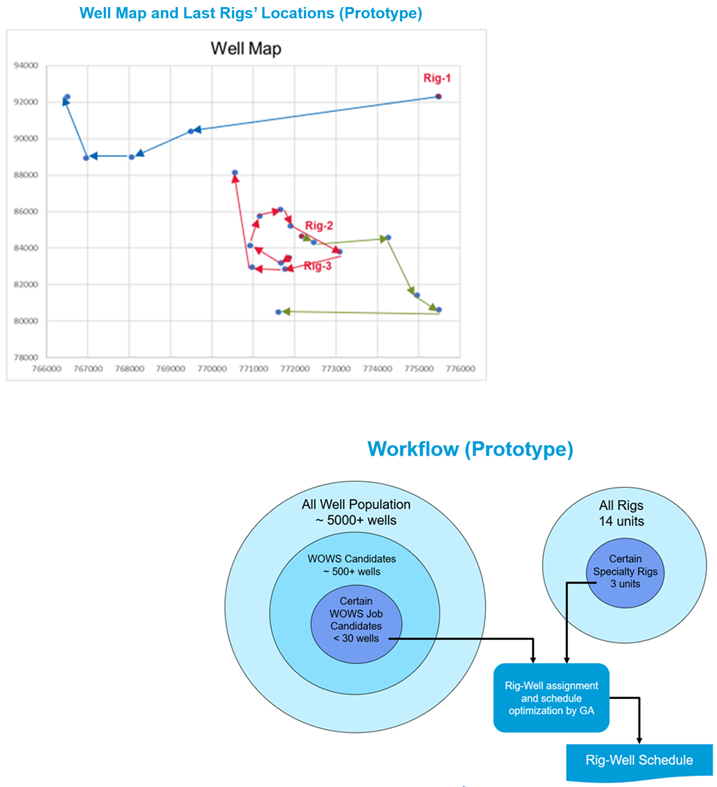 Well Map and Last Rigs' Locations (Prototype)
Well Map
94000
Rig-1
92000
90000
88000
86000
Rig-2
84000
Rig-3
82000
80000
78000
766000 767000 768000 769000 770000 771000 772000 773000 774000 775000 776000
Workflow (Prototype)
All Well Population
~ 5000+ wells
WOWS Candidates
~ 500+ wells
Certain
WOWS Job
Candidates
< 30 wells
All Rigs
14 units
Certain
Specialty Rigs
3 units
Rig-Well assignment
and schedule
optimization by GA
Rig-Well Schedule